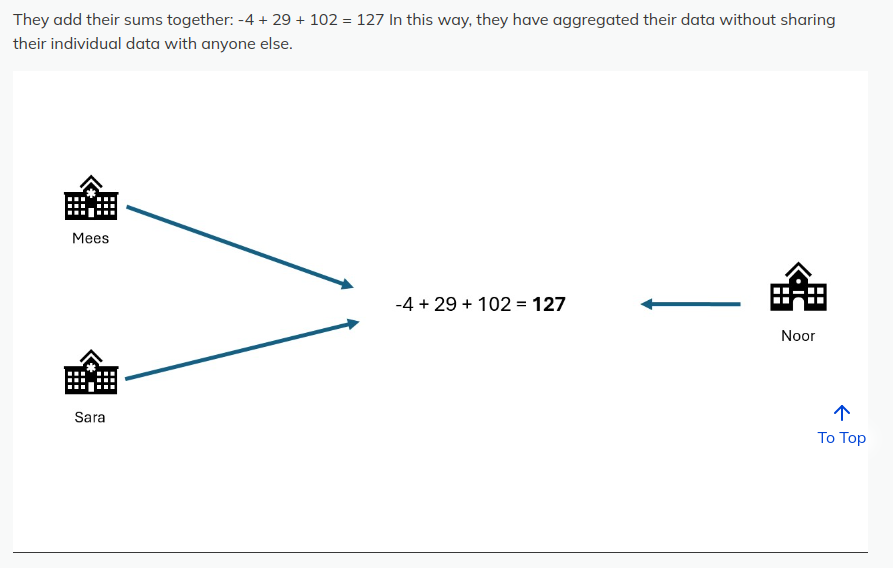 They add their sums together: -4 + 29 + 102 = 127 In this way, they have aggregated their data without sharing
their individual data with anyone else.
Mees
-4 + 29 + 102 = 127
Noor
Sara
To Top